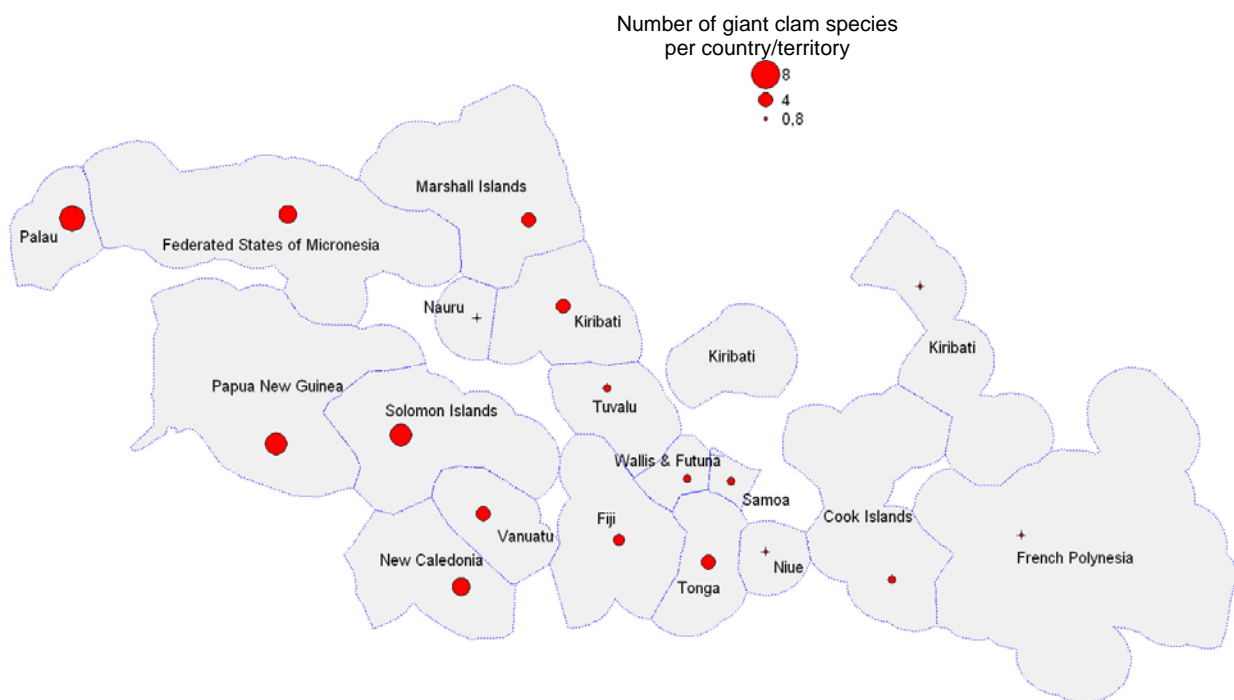 Number of giant clam species
per country/territory
8
4
0,8
Marshall Islands
Palau
Federated States of Micronesia
Nauru
Kiribati
Kiribati
Kiribati
Papua New Guinea
Solomon Islands
Tuvalu
Wallis & Futuna
Samoa
Cook Islands
Fiji
Vanuatu
New Caledonia
Tonga
Niue
French Polynesia